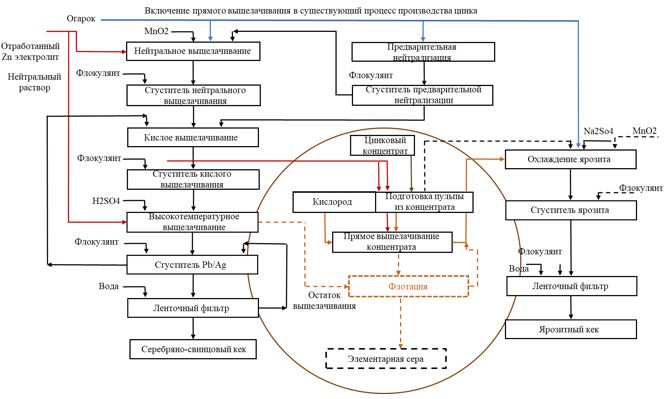 Включение прямого выщелачивания в существующий процесс производства цинка
Огарок
MnO2
MnO2
Отработанный
Zn электролит
Нейтральное выщелачивание
Предварительная
нейтрализация
Нейтральный
раствор
Флокулянт
Флокулянт
Сгуститель нейтрального
выщелачивания
Сгуститель предварительной
нейтрализации
Na2So4
MnO2
Кислое выщелачивание
Цинковый
концентрат
Охлаждение ярозита
Флокулянт
Сгуститель кислого
выщелачивания
Флокулянт
H2SO4
Кислород
Подготовка пульпы
из концентрата
Сгуститель ярозита
Высокотемпературное
выщелачивание
Прямое выщелачивание
концентрата
Флокулянт
Флокулянт
Сгуститель Pb/Ag
Вода
Вода
Флотация
Ленточный фильтр
Остаток
выщелачивания
Ленточный фильтр
Ярозитный кек
Серебряно-свинцовый кек
Элементарная сера